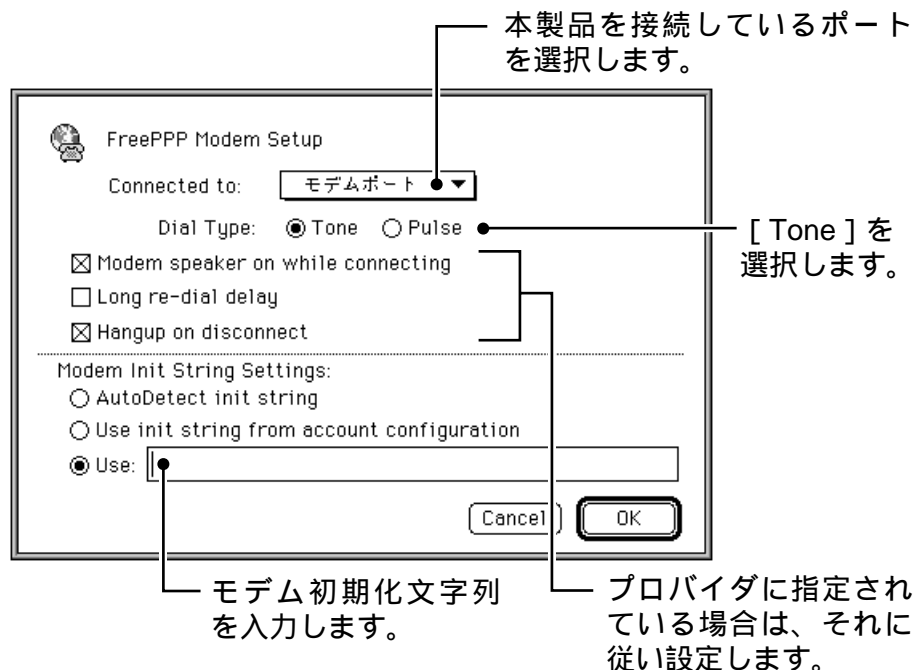 本製品を接続しているポート
を選択します。
FreePPP Modem Setup
Connected to: モデムポート
Dial Type: Tone Pulse
[ Tone ] を
選択します。
Modem speaker on while connecting
Long re-dial delay
Hangup on disconnect
Modem Init String Settings:
AutoDetect init string
Use init string from account configuration
Use:
Cancel OK
モデム初期化文字列
を入力します。
プロバイダに指定され
ている場合は、それに
従い設定します。